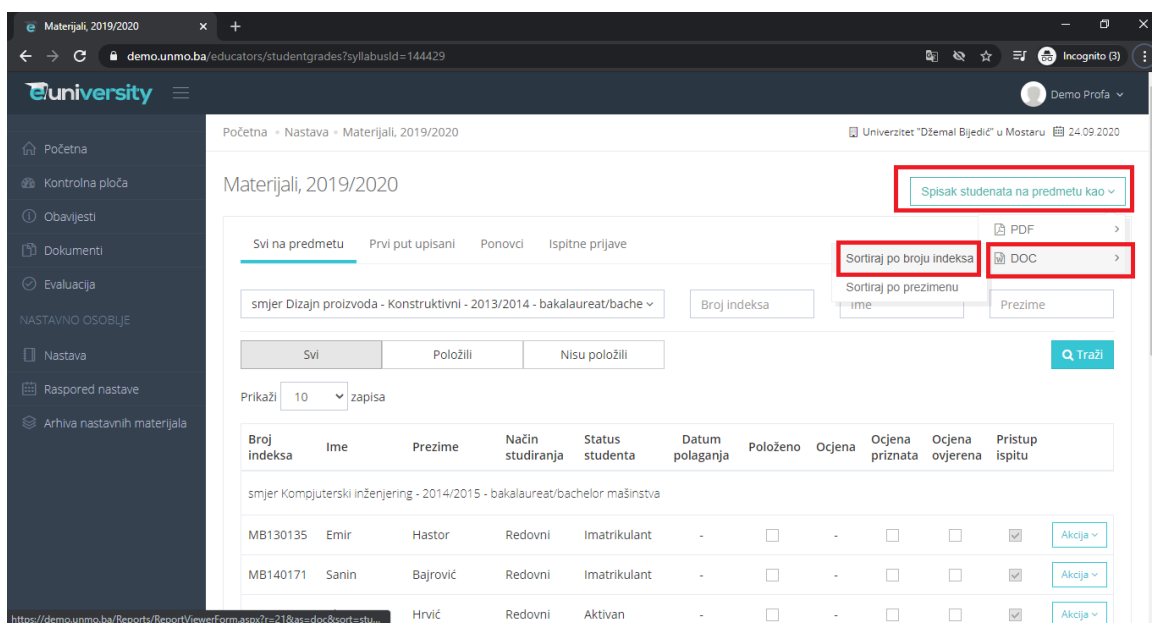 Materijali, 2019/2020
demo.unmo.ba/educators/studentgrades?syllabusId=144429
Incognito (3)
euniversity
Demo Profa
Početna
Kontrolna ploča
Obavijesti
Dokumenti
Evaluacija
NASTAVNO OSOBLJE
Nastava
Raspored nastave
Arhiva nastavnih materijala
Početna Nastava Materijali, 2019/2020
Univerzitet "Džemal Bijedić" u Mostaru 24.09.2020
Materijali, 2019/2020
Spisak studenata na predmetu kao
PDF
DOC
Sortiraj po broju indeksa
Sortiraj po prezimenu
Svi na predmetu Prvi put upisani Ponovci Ispitne prijave
smjer Dizajn proizvoda - Konstruktivni - 2013/2014 - bakalaureat/bache
Broj indeksa Ime Prezime
Svi Položili Nisu položili
Traži
Prikaži 10 zapisa
Broj indeksa Ime Prezime Način studiranja Status studenta Datum polaganja Položeno Ocjena Ocjena priznata Ocjena ovjerena Pristup ispitu
smjer Kompjuterski inženjering - 2014/2015 - bakalaureat/bachelor mašinstva
MB130135 Emir Hastor Redovni Imatrikulant - - Akcija
MB140171 Sanin Bajrović Redovni Imatrikulant - - Akcija
Hrvić Redovni Aktivan - - Akcija
https://demo.unmo.ba/Reports/ReportViewerForm.aspx?r=21&as=doc&sort=stu...